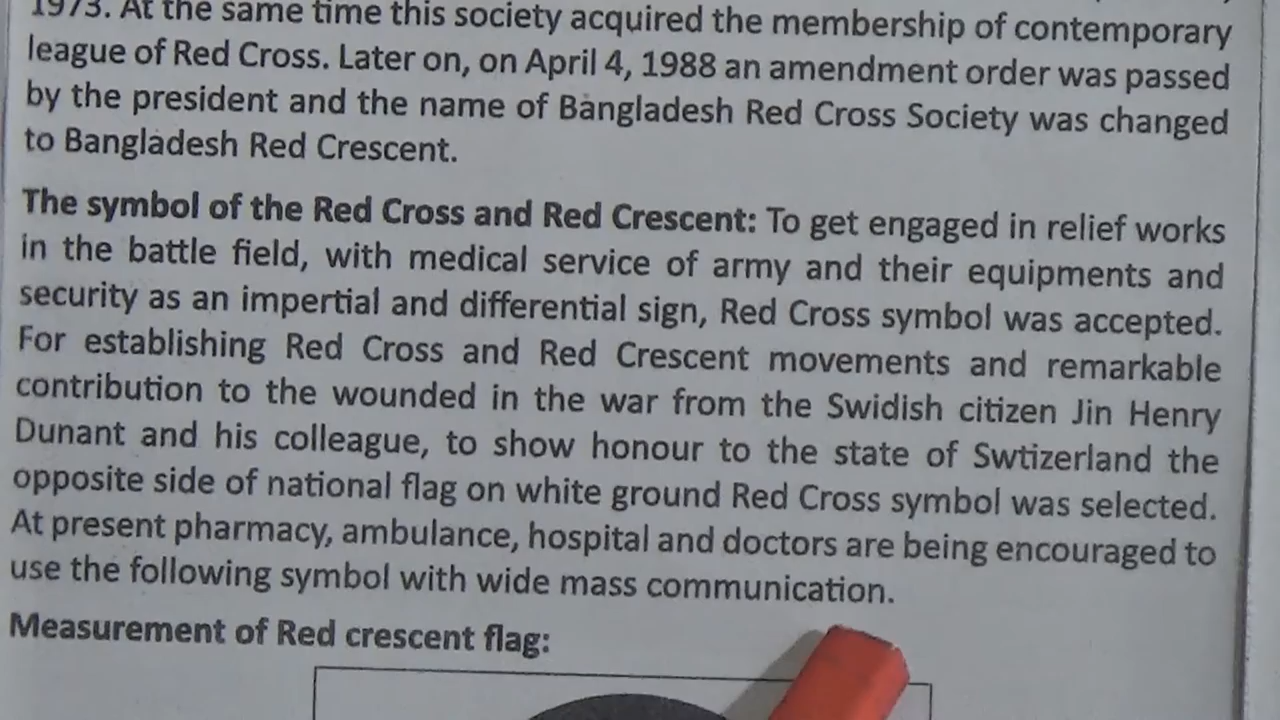 1973. At the same time this society acquired the membership of contemporary
league of Red Cross. Later on, on April 4, 1988 an amendment order was passed
by the president and the name of Bangladesh Red Cross Society was changed
to Bangladesh Red Crescent.
The symbol of the Red Cross and Red Crescent: To get engaged in relief works
in the battle field, with medical service of army and their equipments and
security as an impertial and differential sign, Red Cross symbol was accepted.
For establishing Red Cross and Red Crescent movements and remarkable
contribution to the wounded in the war from the Swidish citizen Jin Henry
Dunant and his colleague, to show honour to the state of Swtizerland the
opposite side of national flag on white ground Red Cross symbol was selected.
At present pharmacy, ambulance, hospital and doctors are being encouraged to
use the following symbol with wide mass communication.
Measurement of Red crescent flag: